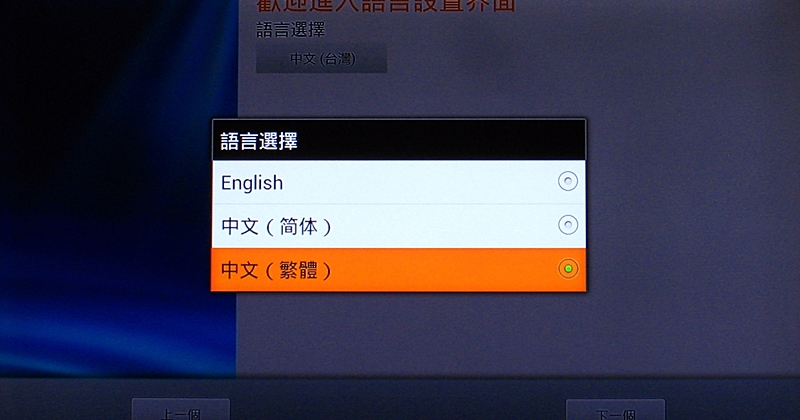 歡迎進入語言設置界面
語言選擇
中文 (台灣)
語言選擇
English
中文（简体）
中文（繁體）
上一個
下一個